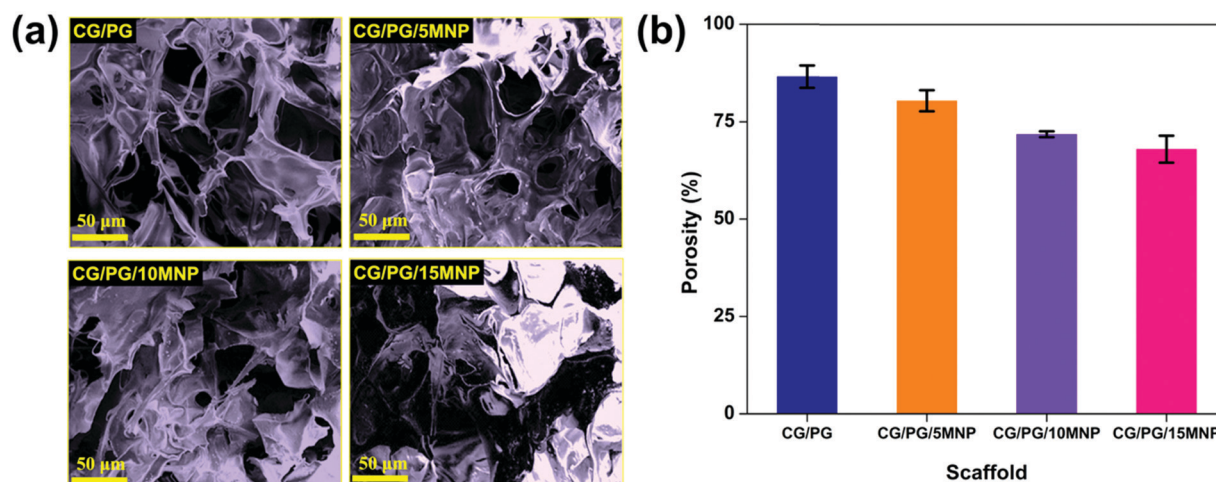 (a)
CG/PG
50 µm
CG/PG/5MNP
50 µm
CG/PG/10MNP
50 µm
CG/PG/15MNP
50 µm
(b)
100
75
50
25
0
Porosity (%)
CG/PG CG/PG/5MNP CG/PG/10MNP CG/PG/15MNP
Scaffold